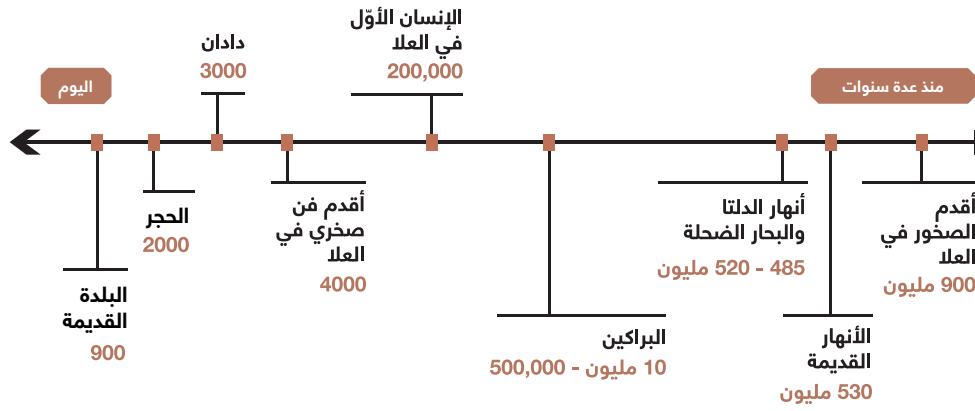 منذ عدة سنوات
أقدم
الصخور في
العلا
900 مليون
الأنهار
القديمة
530 مليون
أنهار الدلتا
والبحار الضحلة
485 - 520 مليون
البراكين
10 مليون - 500,000
الإنسان الأوّل
في العلا
200,000
أقدم فن
صخري في
العلا
4000
دادان
3000
الحجر
2000
البلدة
القديمة
900
اليوم